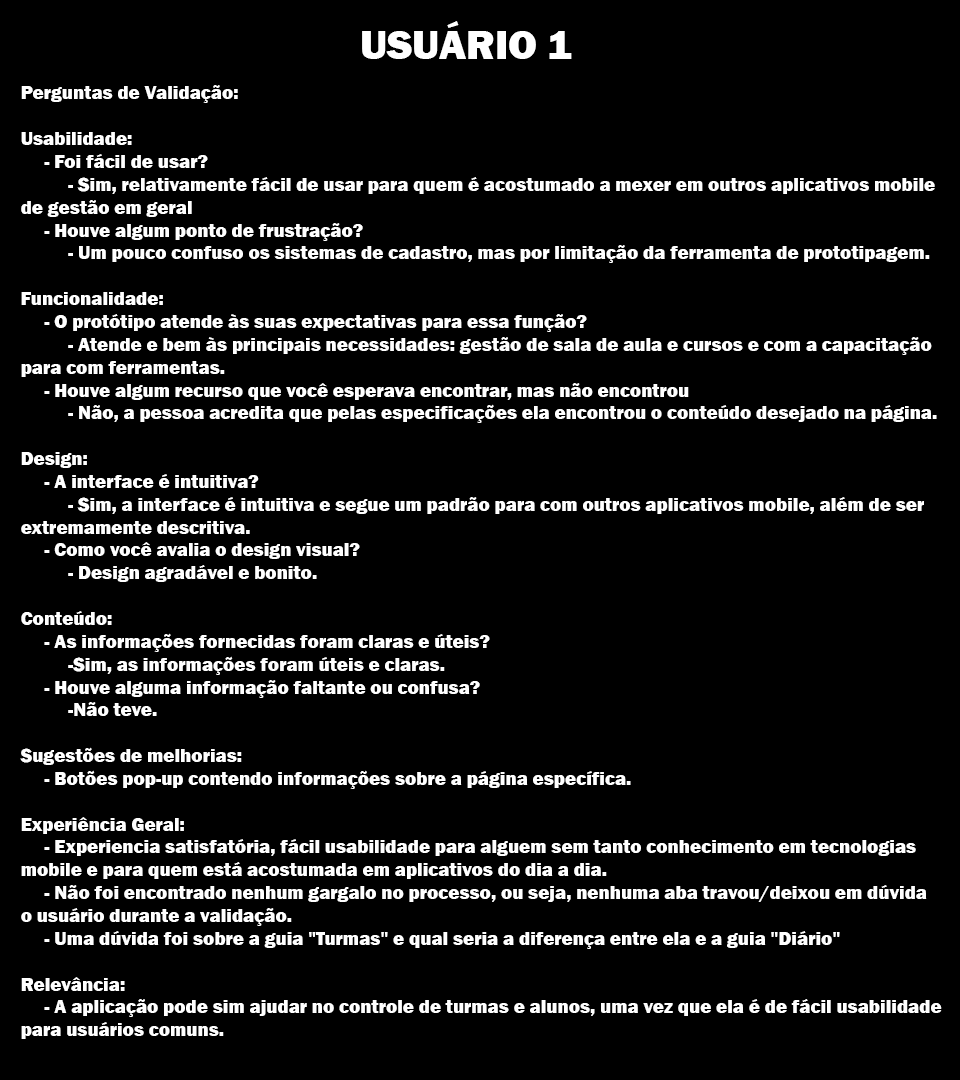 USUÁRIO 1
Perguntas de Validação:
Usabilidade:
- Foi fácil de usar?
- Sim, relativamente fácil de usar para quem é acostumado a mexer em outros aplicativos mobile
de gestão em geral
- Houve algum ponto de frustração?
- Um pouco confuso os sistemas de cadastro, mas por limitação da ferramenta de prototipagem.
Funcionalidade:
- O protótipo atende às suas expectativas para essa função?
- Atende e bem às principais necessidades: gestão de sala de aula e cursos e com a capacitação
para com ferramentas.
- Houve algum recurso que você esperava encontrar, mas não encontrou
- Não, a pessoa acredita que pelas especificações ela encontrou o conteúdo desejado na página.
Design:
- A interface é intuitiva?
- Sim, a interface é intuitiva e segue um padrão para com outros aplicativos mobile, além de ser
extremamente descritiva.
- Como você avalia o design visual?
- Design agradável e bonito.
Conteúdo:
- As informações fornecidas foram claras e úteis?
-Sim, as informações foram úteis e claras.
- Houve alguma informação faltante ou confusa?
-Não teve.
Sugestões de melhorias:
- Botões pop-up contendo informações sobre a página específica.
Experiência Geral:
- Experiencia satisfatória, fácil usabilidade para alguem sem tanto conhecimento em tecnologias
mobile e para quem está acostumada em aplicativos do dia a dia.
- Não foi encontrado nenhum gargalo no processo, ou seja, nenhuma aba travou/deixou em dúvida
o usuário durante a validação.
- Uma dúvida foi sobre a guia "Turmas" e qual seria a diferença entre ela e a guia "Diário"
Relevância:
- A aplicação pode sim ajudar no controle de turmas e alunos, uma vez que ela é de fácil usabilidade
para usuários comuns.